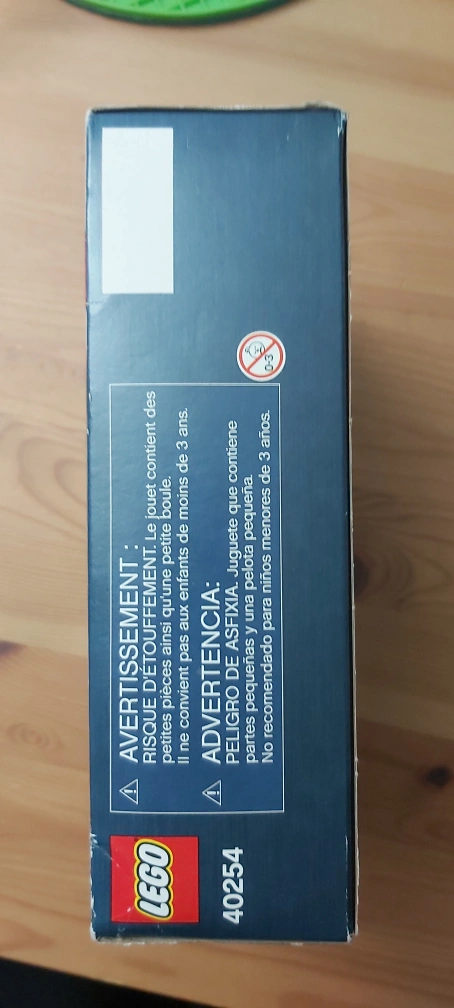 LEGO
40254
AVERTISSEMENT :
RISQUE D'ÉTOUFFEMENT. Le jouet contient des
petites pièces ainsi qu'une petite boule.
Il ne convient pas aux enfants de moins de 3 ans.
ADVERTENCIA:
PELIGRO DE ASFIXIA. Juguete que contiene
partes pequeñas y una pelota pequeña.
No recomendado para niños menores de 3 años.
0-3